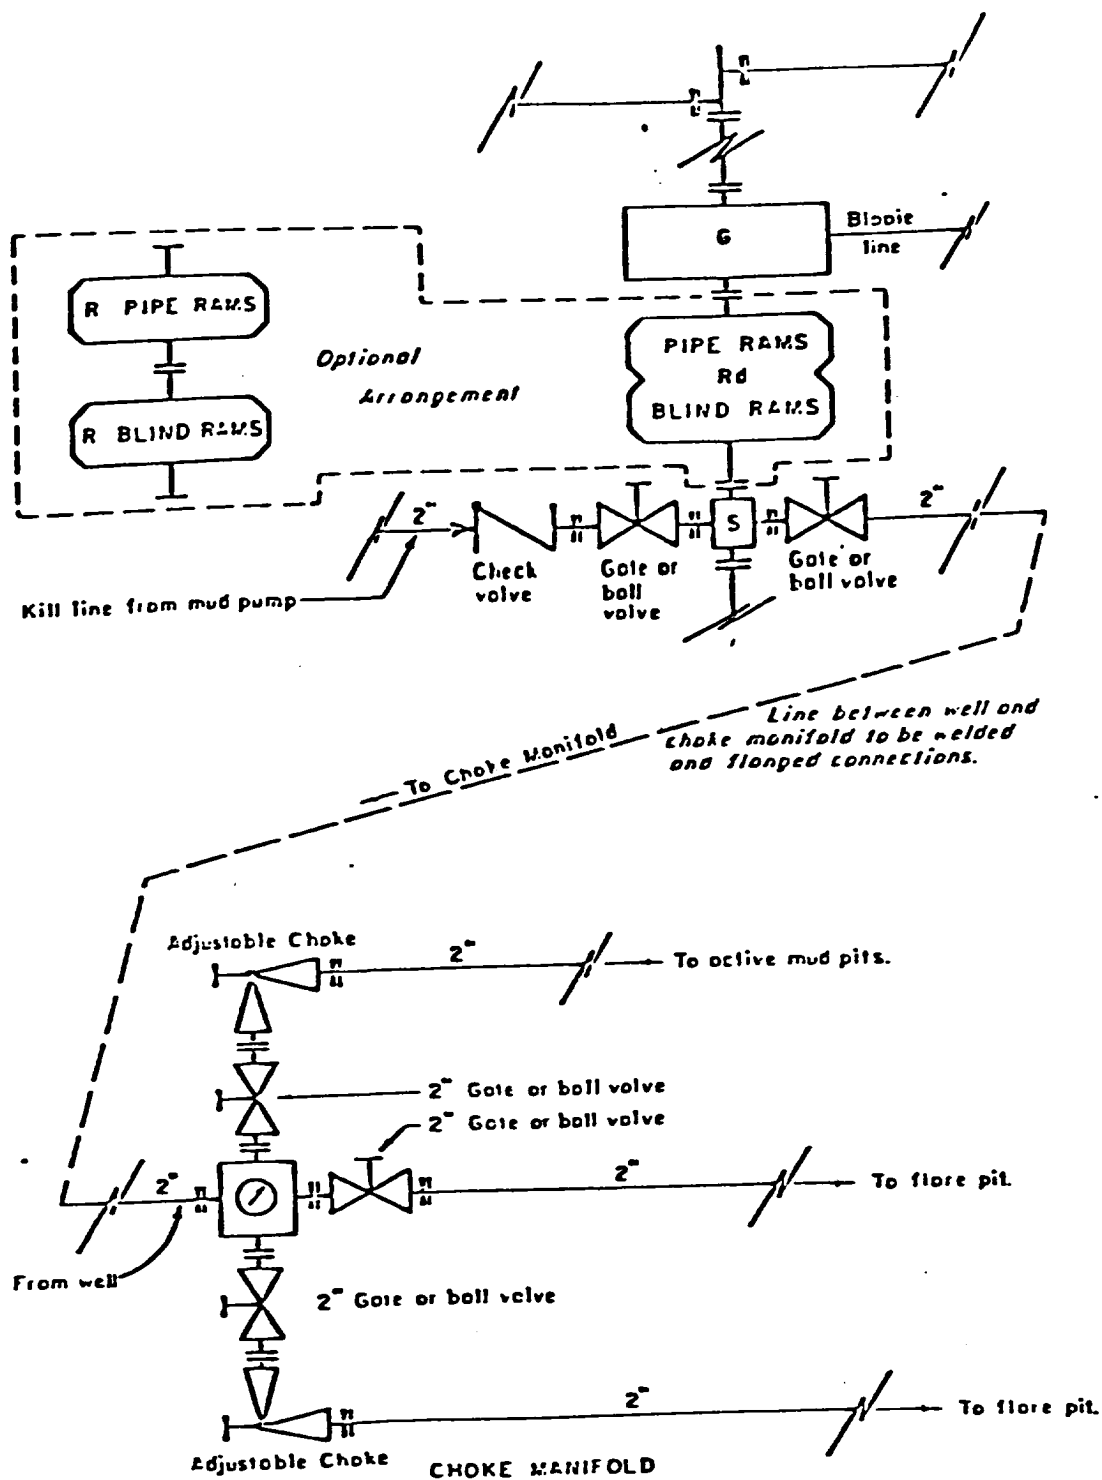 G
Blooie
line
R PIPE RAMS
R BLIND RAMS
Optional
Arrangement
PIPE RAMS
Rd
BLIND RAMS
2"
S
2"
Check
valve
Gate or
ball
valve
Gate or
ball valve
Kill line from mud pump
Line between well and
choke manifold to be welded
and flanged connections.
To Choke Manifold
Adjustable Choke
2"
To active mud pits.
2" Gate or ball valve
2" Gate or ball valve
2"
2"
To flare pit.
From well
2" Gate or ball valve
2"
To flare pit.
Adjustable Choke
CHOKE MANIFOLD